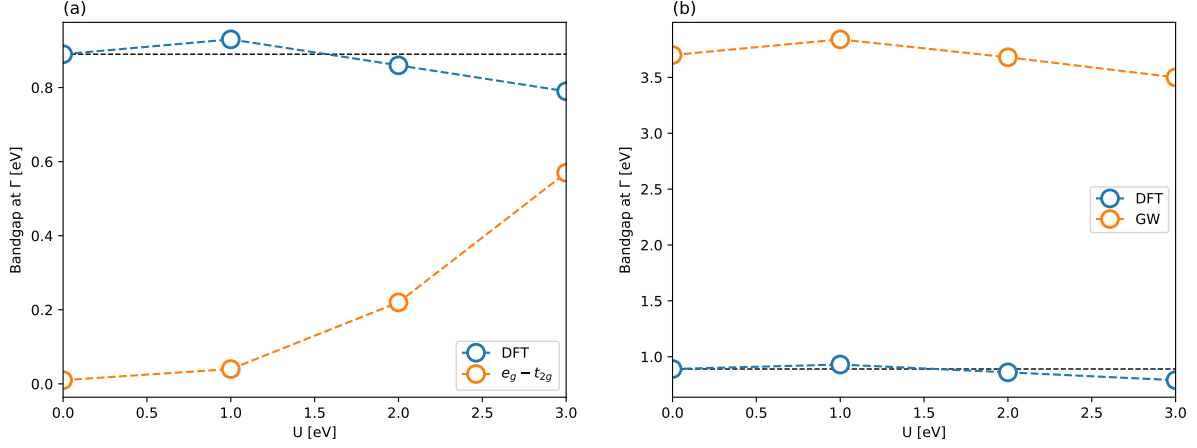 (a)
Bandgap at Γ [eV]
0.8
0.6
0.4
0.2
0.0
0.0 0.5 1.0 1.5 2.0 2.5 3.0
U [eV]
DFT
e_g − t_{2g}
(b)
Bandgap at Γ [eV]
3.5
3.0
2.5
2.0
1.5
1.0
0.0 0.5 1.0 1.5 2.0 2.5 3.0
U [eV]
DFT
GW